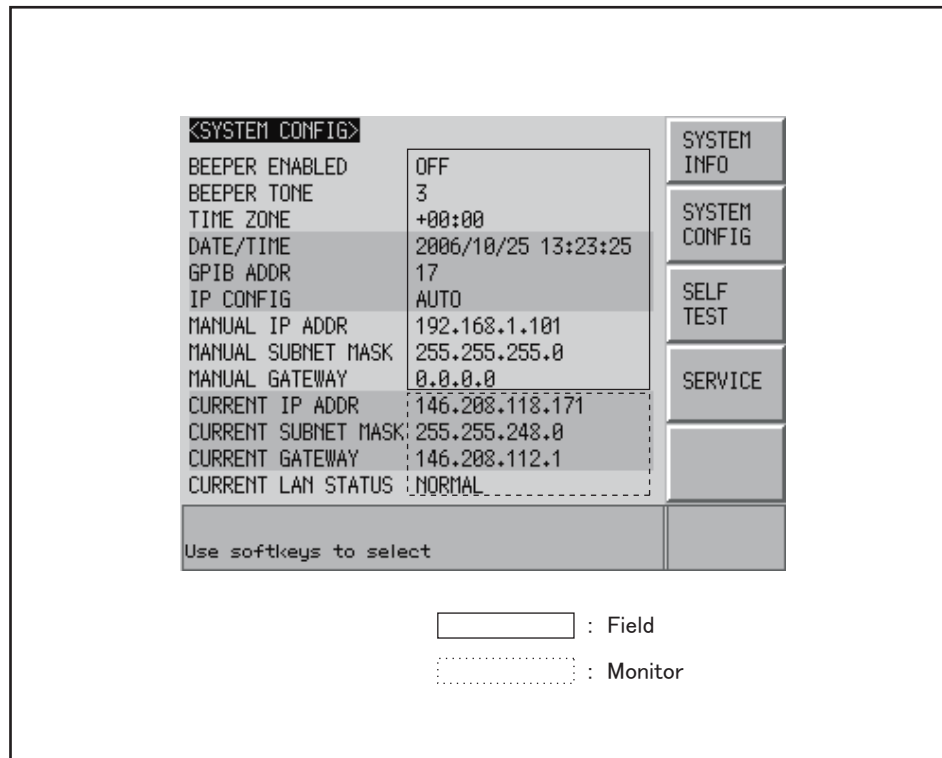 <SYSTEM CONFIG>
BEEPER ENABLED OFF
BEEPER TONE 3
TIME ZONE +00:00
DATE/TIME 2006/10/25 13:23:25
GPIB ADDR 17
IP CONFIG AUTO
MANUAL IP ADDR 192.168.1.101
MANUAL SUBNET MASK 255.255.255.0
MANUAL GATEWAY 0.0.0.0
CURRENT IP ADDR 146.208.118.171
CURRENT SUBNET MASK 255.255.248.0
CURRENT GATEWAY 146.208.112.1
CURRENT LAN STATUS NORMAL
SYSTEM
INFO
SYSTEM
CONFIG
SELF
TEST
SERVICE
Use softkeys to select
: Field
: Monitor